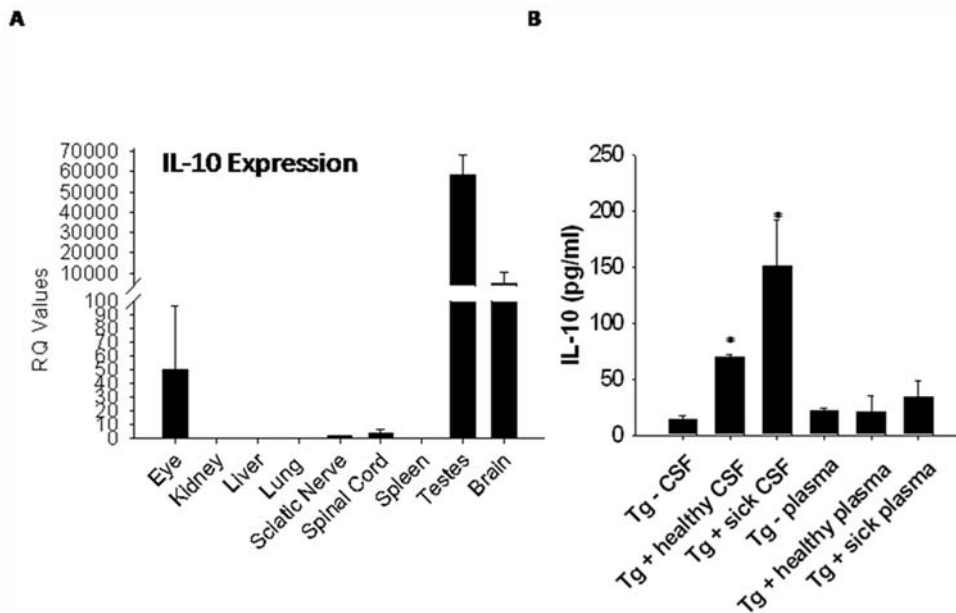 A
IL-10 Expression
RQ Values
70000
60000
50000
40000
30000
20000
10000
100
90
80
70
60
50
40
30
20
10
0
Eye
Kidney
Liver
Lung
Sciatic Nerve
Spinal Cord
Spleen
Testes
Brain
B
IL-10 (pg/ml)
250
200
150
100
50
0
*
*
Tg - CSF
Tg + healthy CSF
Tg + sick CSF
Tg - plasma
Tg + healthy plasma
Tg + sick plasma